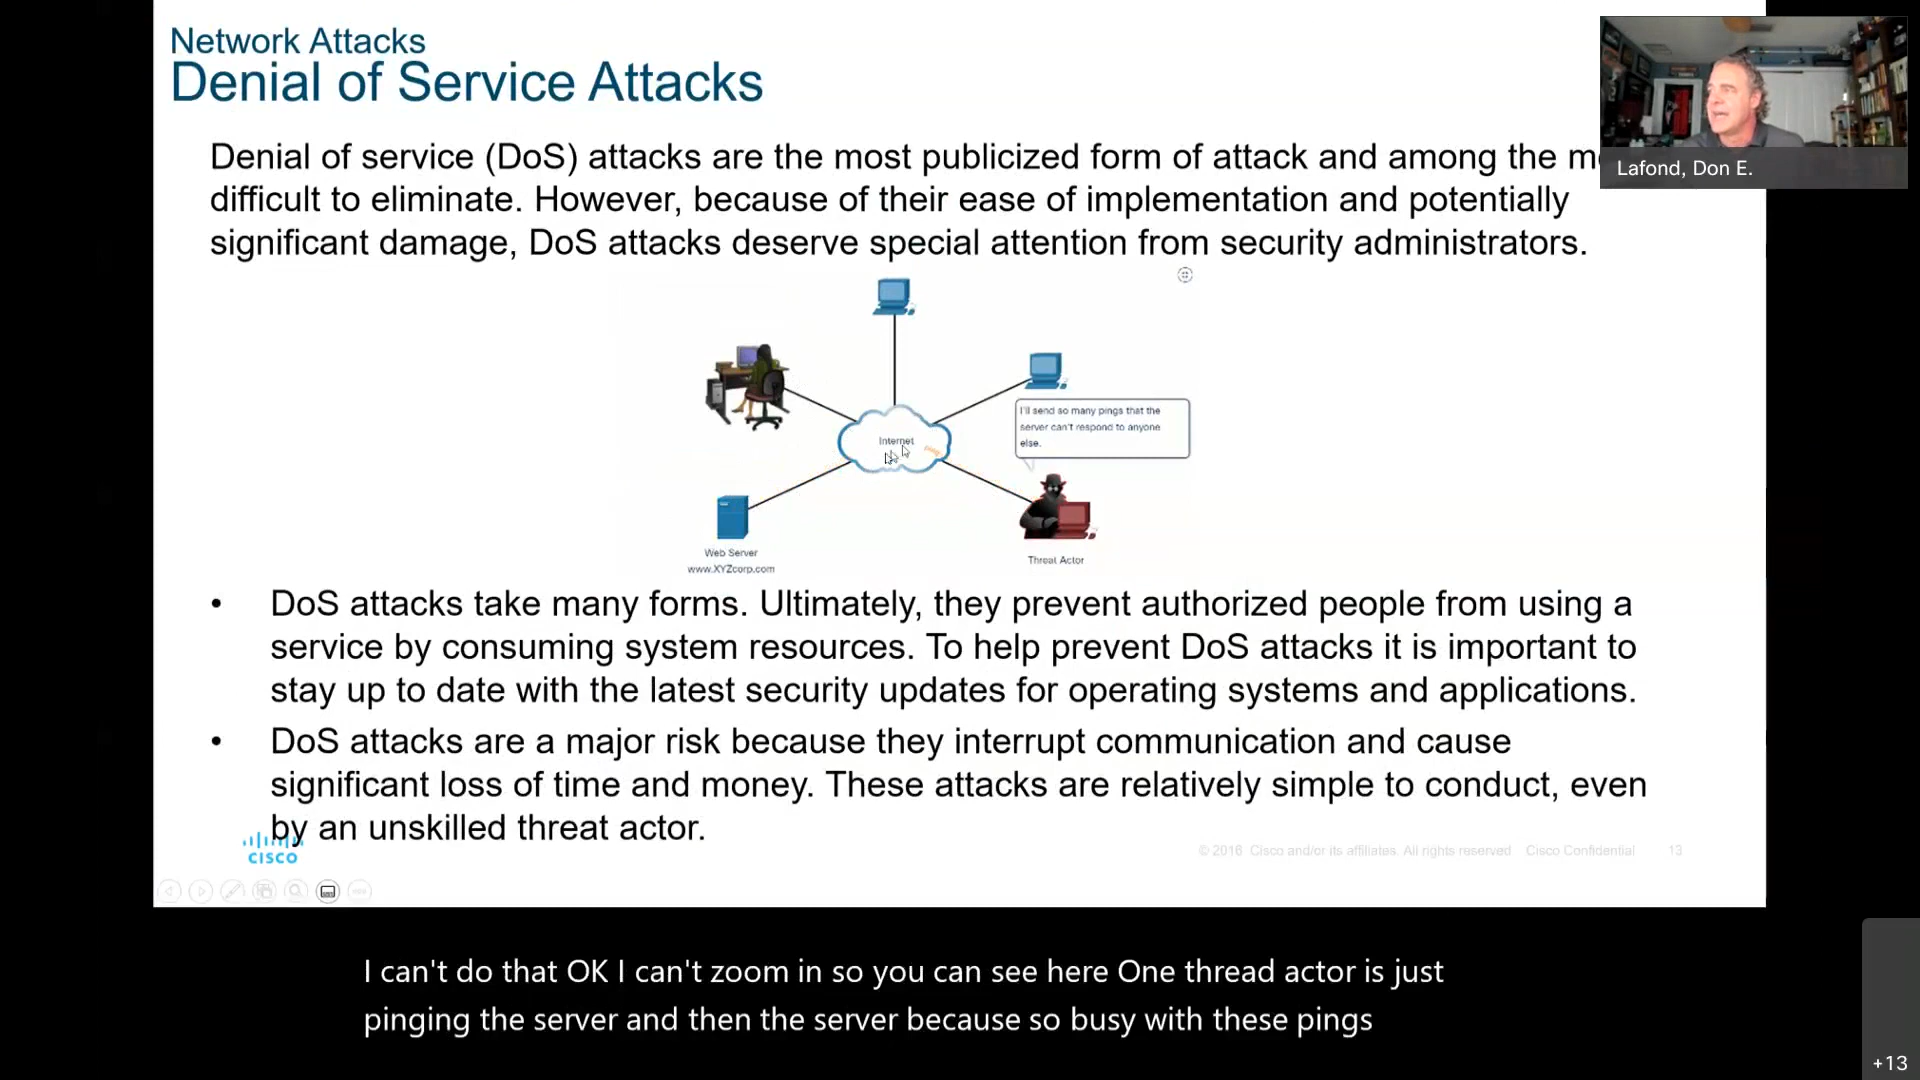 Network Attacks
Denial of Service Attacks
Lafond, Don E.
Denial of service (DoS) attacks are the most publicized form of attack and among the
difficult to eliminate. However, because of their ease of implementation and potentially
significant damage, DoS attacks deserve special attention from security administrators.
I'll send so many pings that the
server can't respond to anyone
else.
Internet
Web Server
www.XYZcorp.com
Threat Actor
• DoS attacks take many forms. Ultimately, they prevent authorized people from using a
service by consuming system resources. To help prevent DoS attacks it is important to
stay up to date with the latest security updates for operating systems and applications.
• DoS attacks are a major risk because they interrupt communication and cause
significant loss of time and money. These attacks are relatively simple to conduct, even
by an unskilled threat actor.
CISCO
© 2016 Cisco and/or its affiliates. All rights reserved Cisco Confidential 13
I can't do that OK I can't zoom in so you can see here One thread actor is just
pinging the server and then the server because so busy with these pings
+13